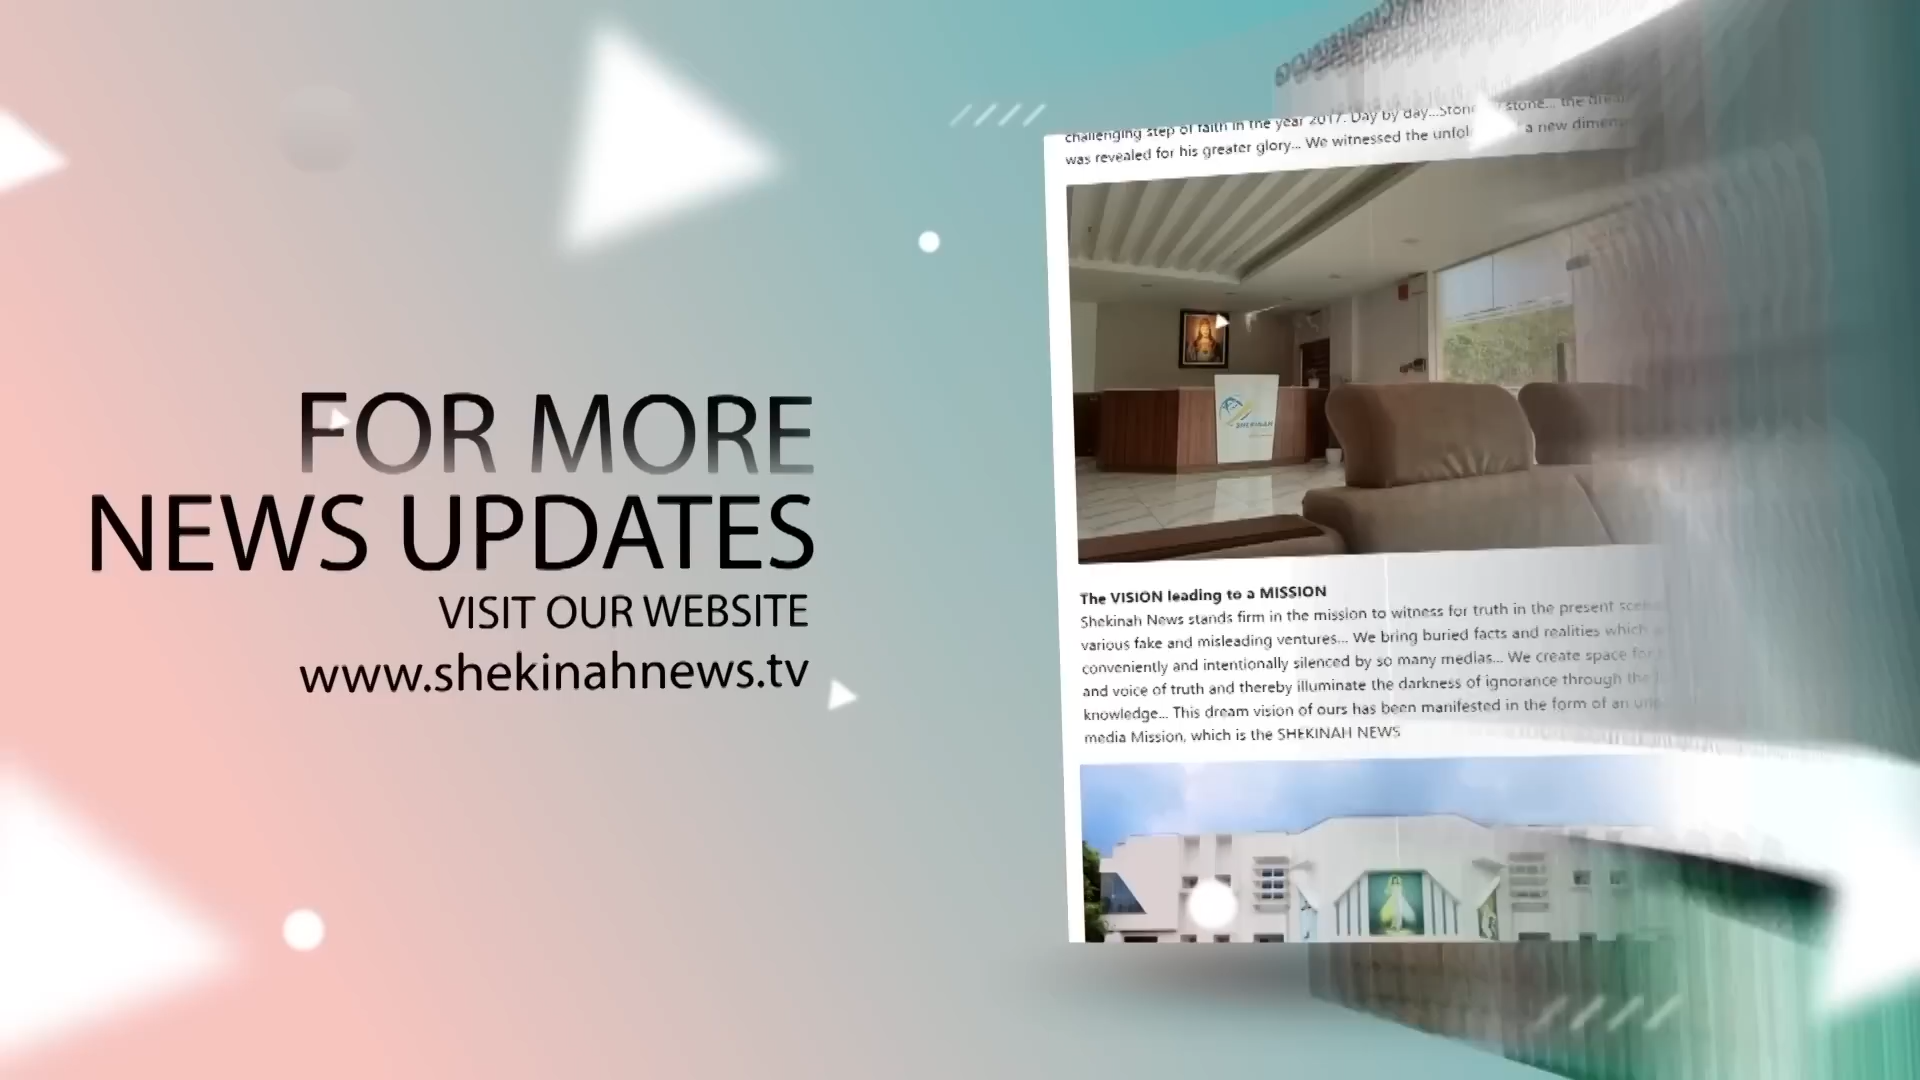 FOR MORE
NEWS UPDATES
VISIT OUR WEBSITE
www.shekinahnews.tv
challenging step of faith in the year 2017. Day by day...Stone stone... the
was revealed for his greater glory... We witnessed the a new
SHEKINAH
The VISION leading to a MISSION
Shekinah News stands firm in the mission to witness for truth in the present
various fake and misleading ventures... We bring buried facts and realities which
conveniently and intentionally silenced by so many medias... We create space for
and voice of truth and thereby illuminate the darkness of ignorance through the
knowledge... This dream vision of ours has been manifested in the form of an
media Mission, which is the SHEKINAH NEWS